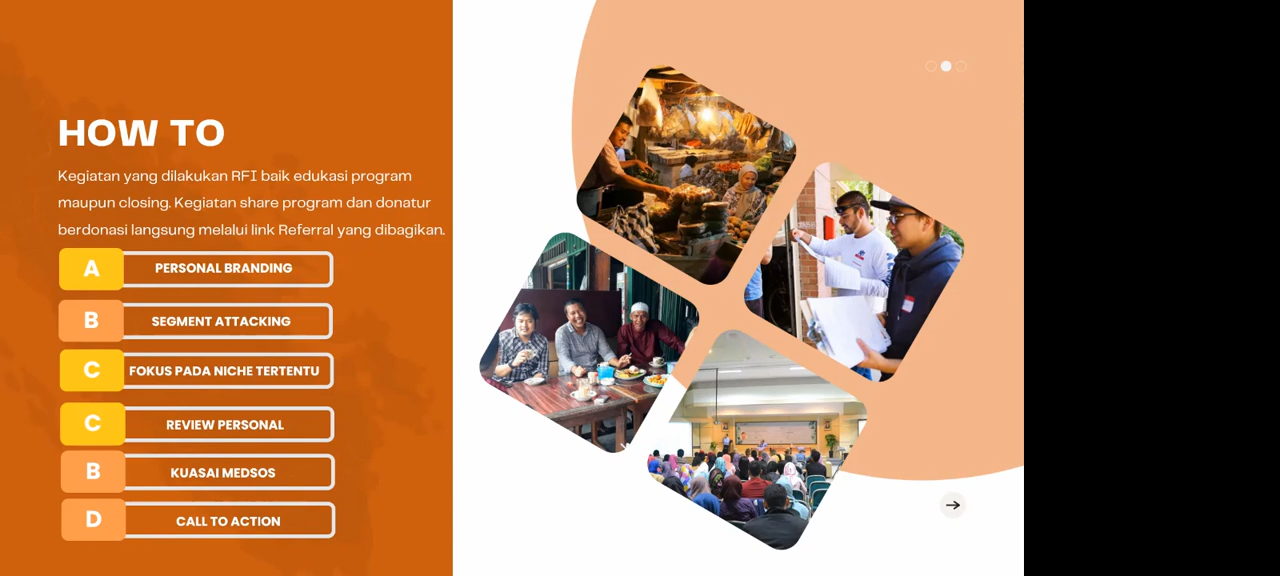 HOW TO
Kegiatan yang dilakukan RFI baik edukasi program
maupun closing. Kegiatan share program dan donatur
berdonasi langsung melalui link Referral yang dibagikan.
A PERSONAL BRANDING
B SEGMENT ATTACKING
C FOKUS PADA NICHE TERTENTU
C REVIEW PERSONAL
B KUASAI MEDSOS
D CALL TO ACTION